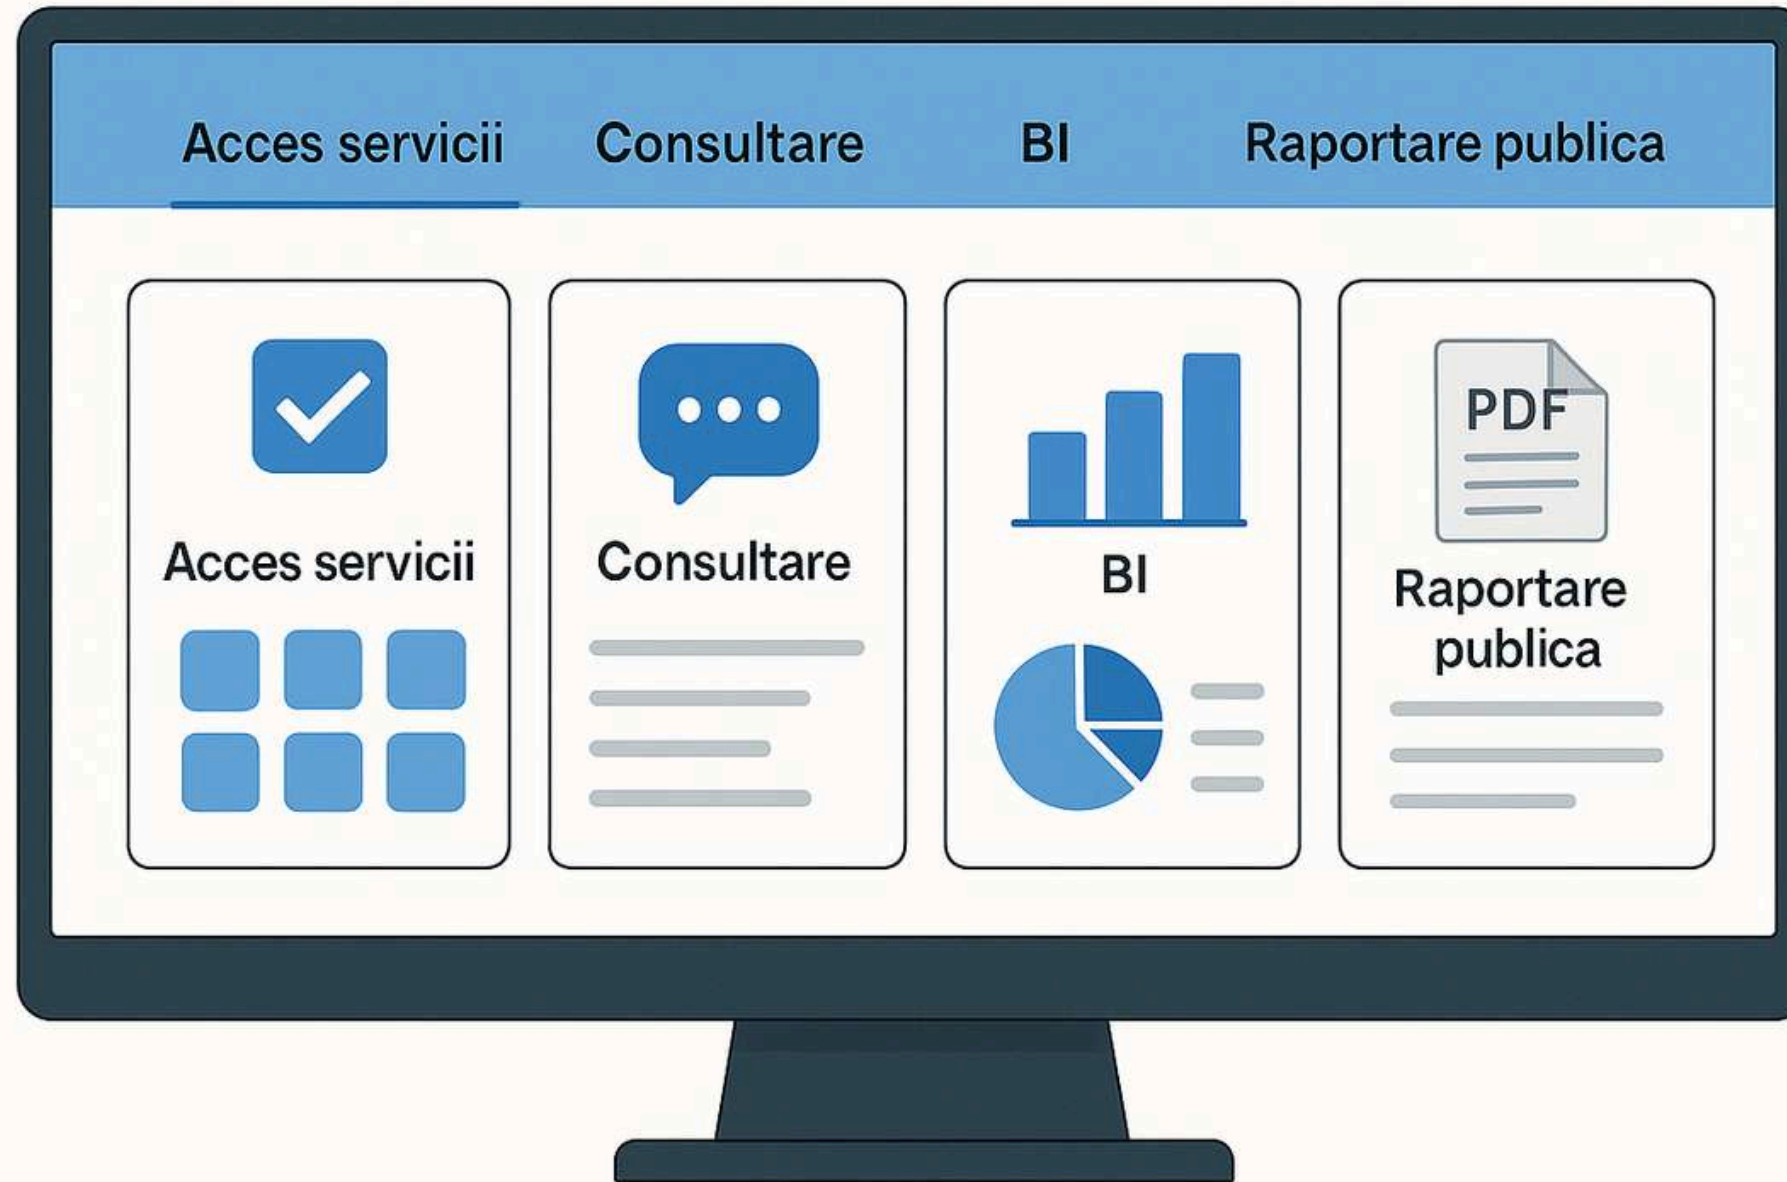 Acces servicii Consultare BI Raportare publica
Acces servicii
Consultare
BI
PDF
Raportare
publica